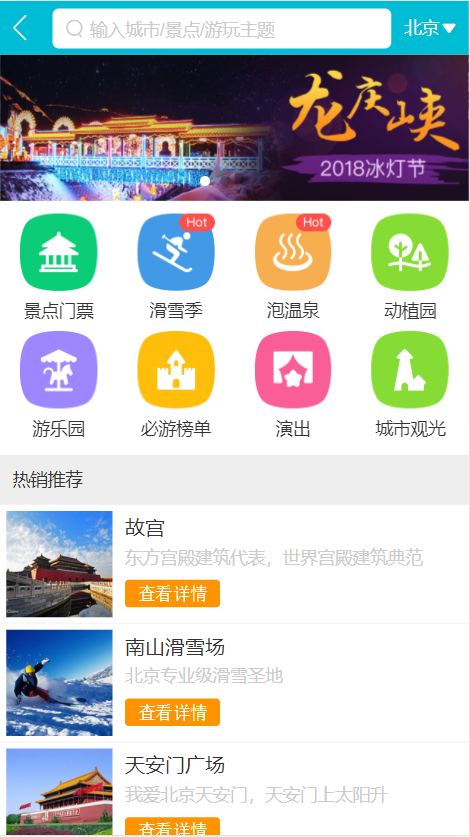 输入城市/景点/游玩主题
北京
龙庆峡
2018冰灯节
Hot
Hot
景点门票
滑雪季
泡温泉
动植园
游乐园
必游榜单
演出
城市观光
热销推荐
故宫
东方宫殿建筑代表，世界宫殿建筑典范
查看详情
南山滑雪场
北京专业级滑雪圣地
查看详情
天安门广场
我爱北京天安门，天安门上太阳升
查看详情